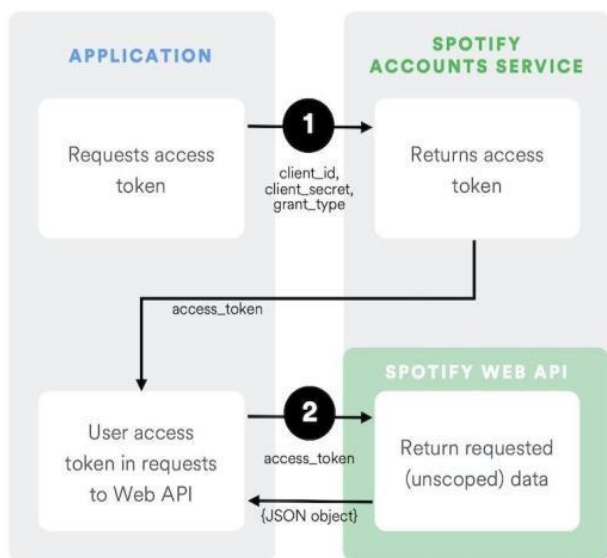 APPLICATION
SPOTIFY
ACCOUNTS SERVICE
Requests access
token
1
client_id,
client_secret,
grant_type
Returns access
token
access_token
SPOTIFY WEB API
User access
token in requests
to Web API
2
access_token
{JSON object}
Return requested
(unscoped) data